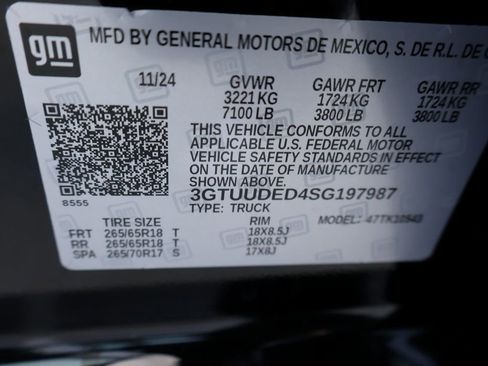 gm
MFD BY GENERAL MOTORS DE MEXICO, S. DE R.L. DE C
11/24 GVWR GAWR FRT GAWR RR
3221 KG 1724 KG 1724 KG
7100 LB 3800 LB 3800 LB
THIS VEHICLE CONFORMS TO ALL
APPLICABLE U.S. FEDERAL MOTOR
VEHICLE SAFETY STANDARDS IN EFFECT
ON THE DATE OF MANUFACTURE
SHOWN ABOVE.
8555 3GTUUDED4SG197987
TYPE: TRUCK MODEL: 47TK10543
TIRE SIZE RIM
FRT 265/65R18 T 18X8.5J
RR 265/65R18 T 18X8.5J
SPA 265/70R17 S 17X8J